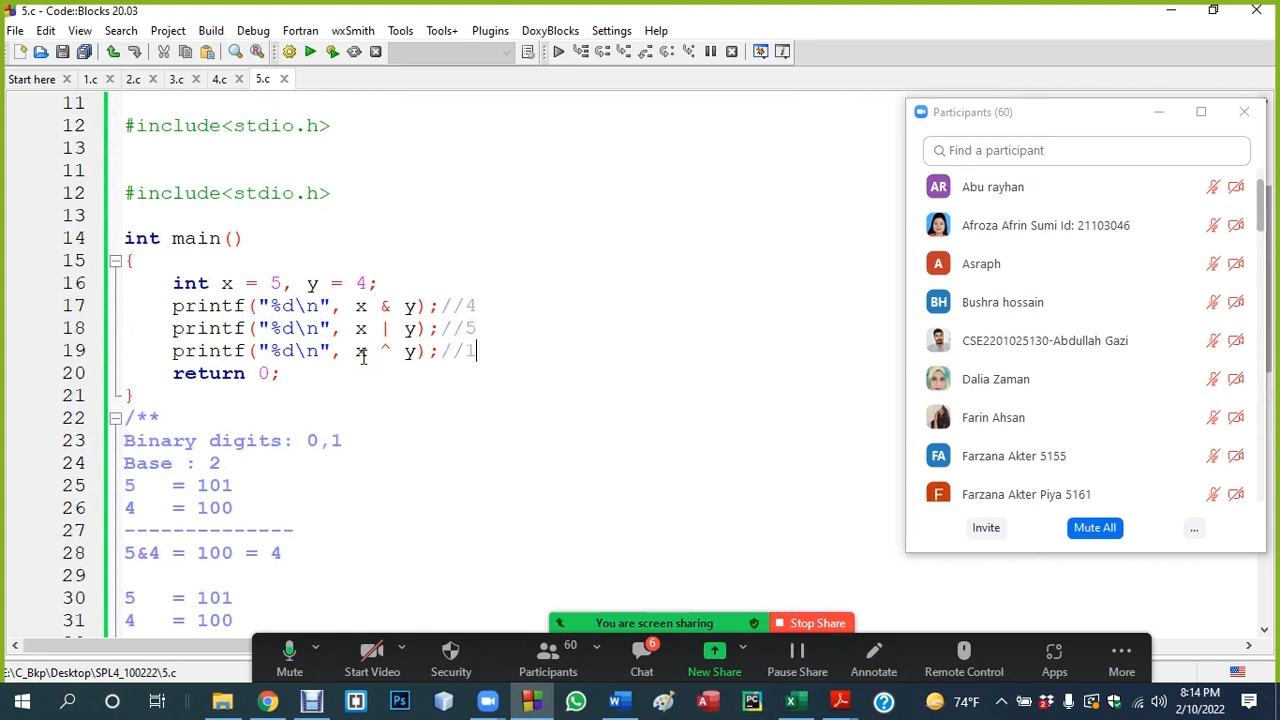 5.c - Code::Blocks 20.03
File Edit View Search Project Build Debug Fortran wxSmith Tools Tools+ Plugins DoxyBlocks Settings Help
Start here 1.c 2.c 3.c 4.c 5.c
11
12 #include<stdio.h>
13
11
12 #include<stdio.h>
13
14 int main()
15 {
16 int x = 5, y = 4;
17 printf("%d\n", x & y);//4
18 printf("%d\n", x | y);//5
19 printf("%d\n", x ^ y);//1
20 return 0;
21 }
22 /**
23 Binary digits: 0,1
24 Base : 2
25 5 = 101
26 4 = 100
27 --------------
28 5&4 = 100 = 4
29
30 5 = 101
31 4 = 100
Participants (60)
Find a participant
AR Abu rayhan
Afroza Afrin Sumi Id: 21103046
A Asraph
BH Bushra hossain
CSE2201025130-Abdullah Gazi
Dalia Zaman
Farin Ahsan
FA Farzana Akter 5155
F Farzana Akter Piya 5161
Invite Mute All ...
You are screen sharing Stop Share
60 6
Mute Start Video Security Participants Chat New Share Pause Share Annotate Remote Control Apps More
E:\C_Bkp\Desktop\SPL4_100222\5.c
74°F
8:14 PM
2/10/2022